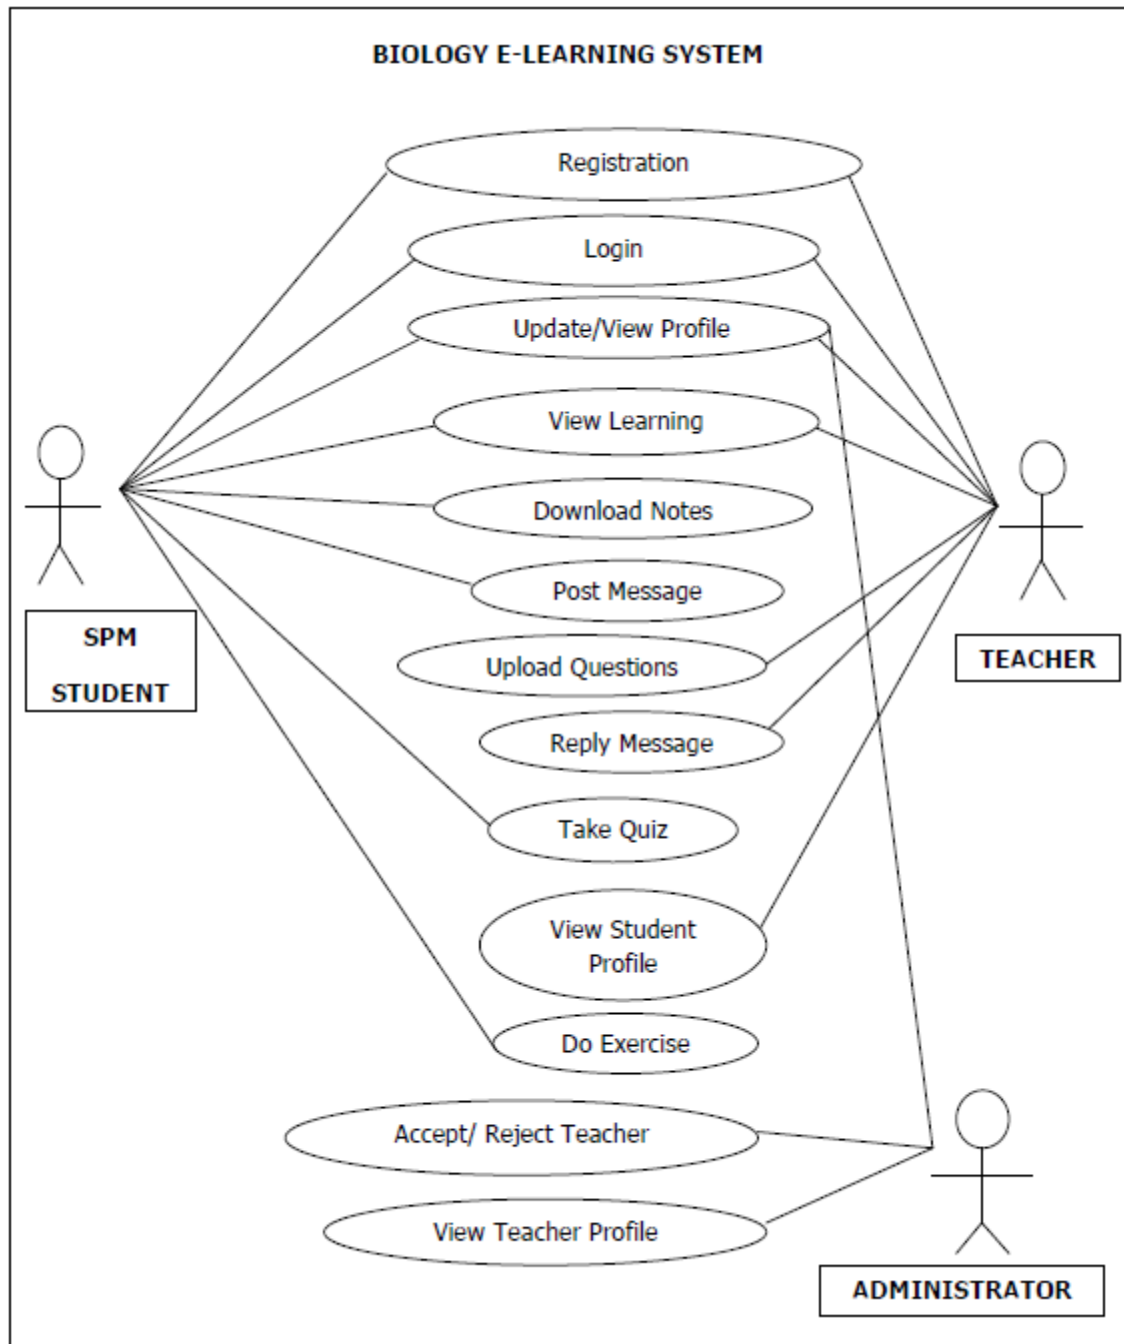 BIOLOGY E-LEARNING SYSTEM
Registration
Login
Update/View Profile
View Learning
Download Notes
Post Message
Upload Questions
Reply Message
Take Quiz
View Student
Profile
Do Exercise
Accept/ Reject Teacher
View Teacher Profile
SPM
STUDENT
TEACHER
ADMINISTRATOR